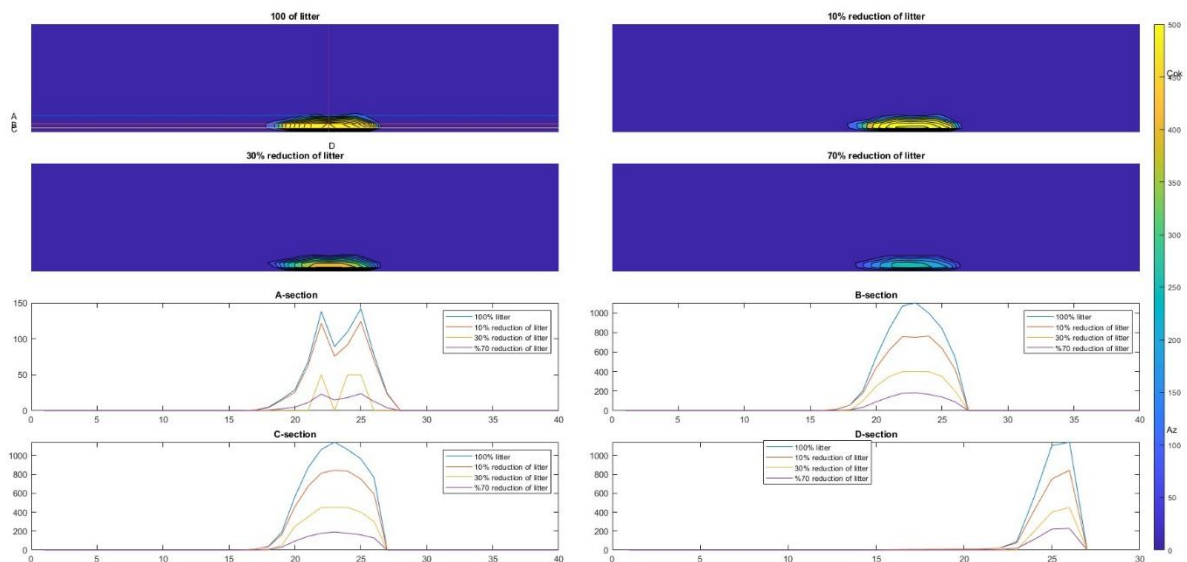 100 of litter
10% reduction of litter
500
Cok
450
400
350
300
250
200
150
100
50
0
Az
A
B
C
D
30% reduction of litter
70% reduction of litter
A-section
150
100
50
0
0 5 10 15 20 25 30 35 40
100% litter
10% reduction of litter
30% reduction of litter
%70 reduction of litter
B-section
1000
800
600
400
200
0
0 5 10 15 20 25 30 35 40
100% litter
10% reduction of litter
30% reduction of litter
%70 reduction of litter
C-section
1000
800
600
400
200
0
0 5 10 15 20 25 30 35 40
100% litter
10% reduction of litter
30% reduction of litter
%70 reduction of litter
D-section
1000
800
600
400
200
0
0 5 10 15 20 25 30
100% litter
10% reduction of litter
30% reduction of litter
%70 reduction of litter